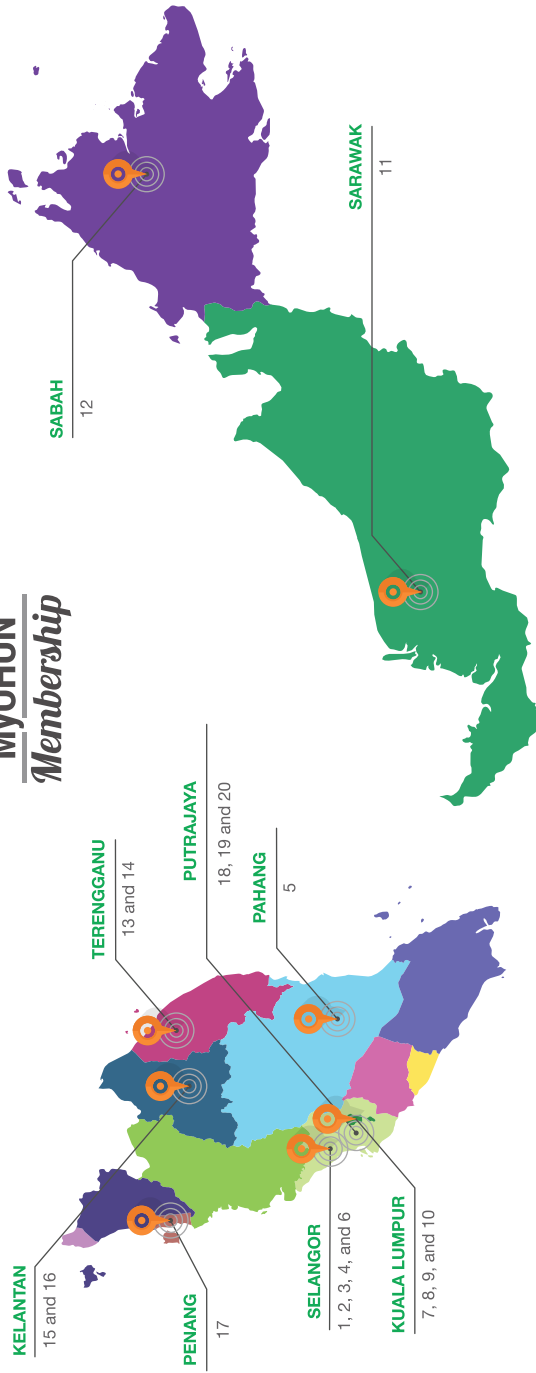 MyOHUN
Membership
KELANTAN
15 and 16
PENANG
17
TERENGGANU
13 and 14
PUTRAJAYA
18, 19 and 20
PAHANG
5
SELANGOR
1, 2, 3, 4, and 6
KUALA LUMPUR
7, 8, 9, and 10
SABAH
12
SARAWAK
11